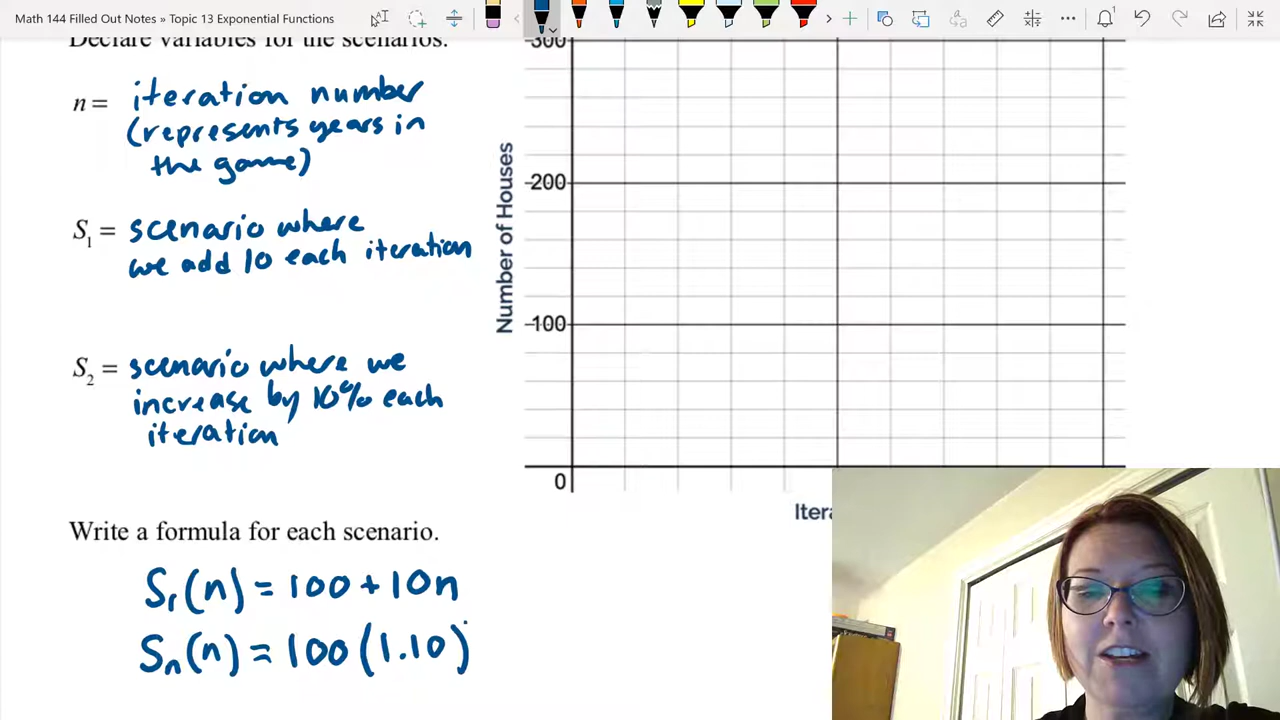 Math 144 Filled Out Notes » Topic 13 Exponential Functions
Declare variables for the scenarios.
n = iteration number
(represents years in
the game)
S1 = scenario where
we add 10 each iteration
S2 = scenario where we
increase by 10% each
iteration
Write a formula for each scenario.
S1(n) = 100 + 10n
Sn(n) = 100(1.10)
300
200
100
0
Number of Houses
Itera